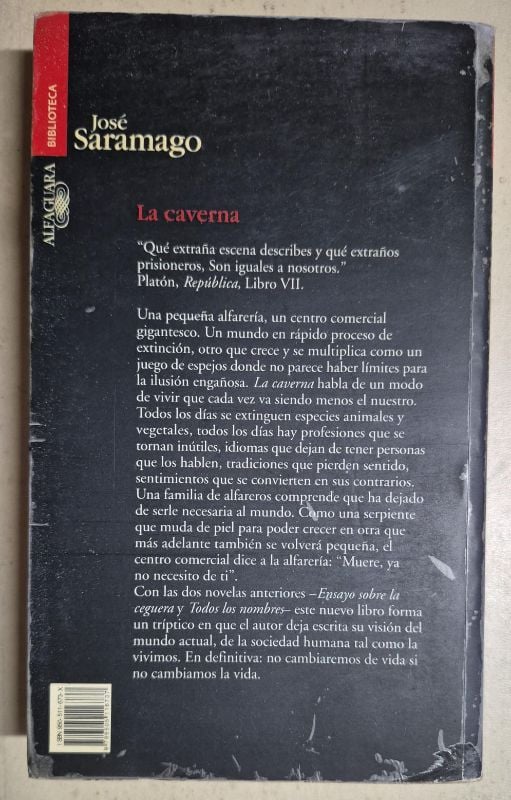 BIBLIOTECA
José
Saramago
ALFAGUARA
La caverna
“Qué extraña escena describes y qué extraños
prisioneros, Son iguales a nosotros.”
Platón, República, Libro VII.
Una pequeña alfarería, un centro comercial
gigantesco. Un mundo en rápido proceso de
extinción, otro que crece y se multiplica como un
juego de espejos donde no parece haber límites para
la ilusión engañosa. La caverna habla de un modo
de vivir que cada vez va siendo menos el nuestro.
Todos los días se extinguen especies animales y
vegetales, todos los días hay profesiones que se
tornan inútiles, idiomas que dejan de tener personas
que los hablen, tradiciones que pierden sentido,
sentimientos que se convierten en sus contrarios.
Una familia de alfareros comprende que ha dejado
de serle necesaria al mundo. Como una serpiente
que muda de piel para poder crecer en otra que
más adelante también se volverá pequeña, el
centro comercial dice a la alfarería: “Muere, ya
no necesito de ti”.
Con las dos novelas anteriores –Ensayo sobre la
ceguera y Todos los nombres– este nuevo libro forma
un tríptico en que el autor deja escrita su visión del
mundo actual, de la sociedad humana tal como la
vivimos. En definitiva: no cambiaremos de vida si
no cambiamos la vida.